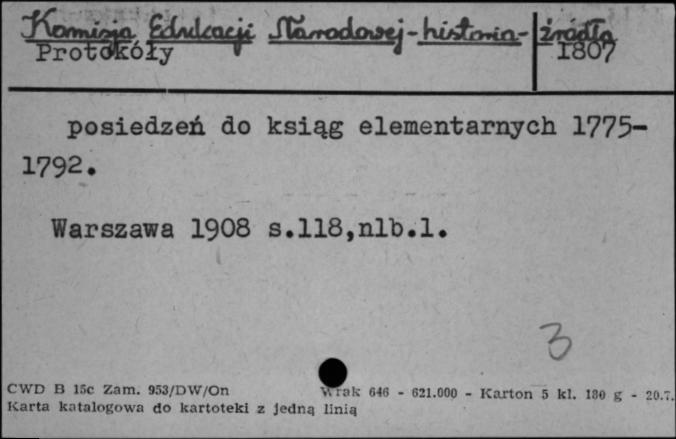 Komisja Edukacji Narodowej - historia - źródła
Protokóły 1807
posiedzeń do ksiąg elementarnych 1775-
1792.
Warszawa 1908 s.118,nlb.1.
3
CWD B 15c Zam. 953/DW/On Wrak 646 - 621.000 - Karton 5 kl. 180 g - 20.7.
Karta katalogowa do kartoteki z jedną linią